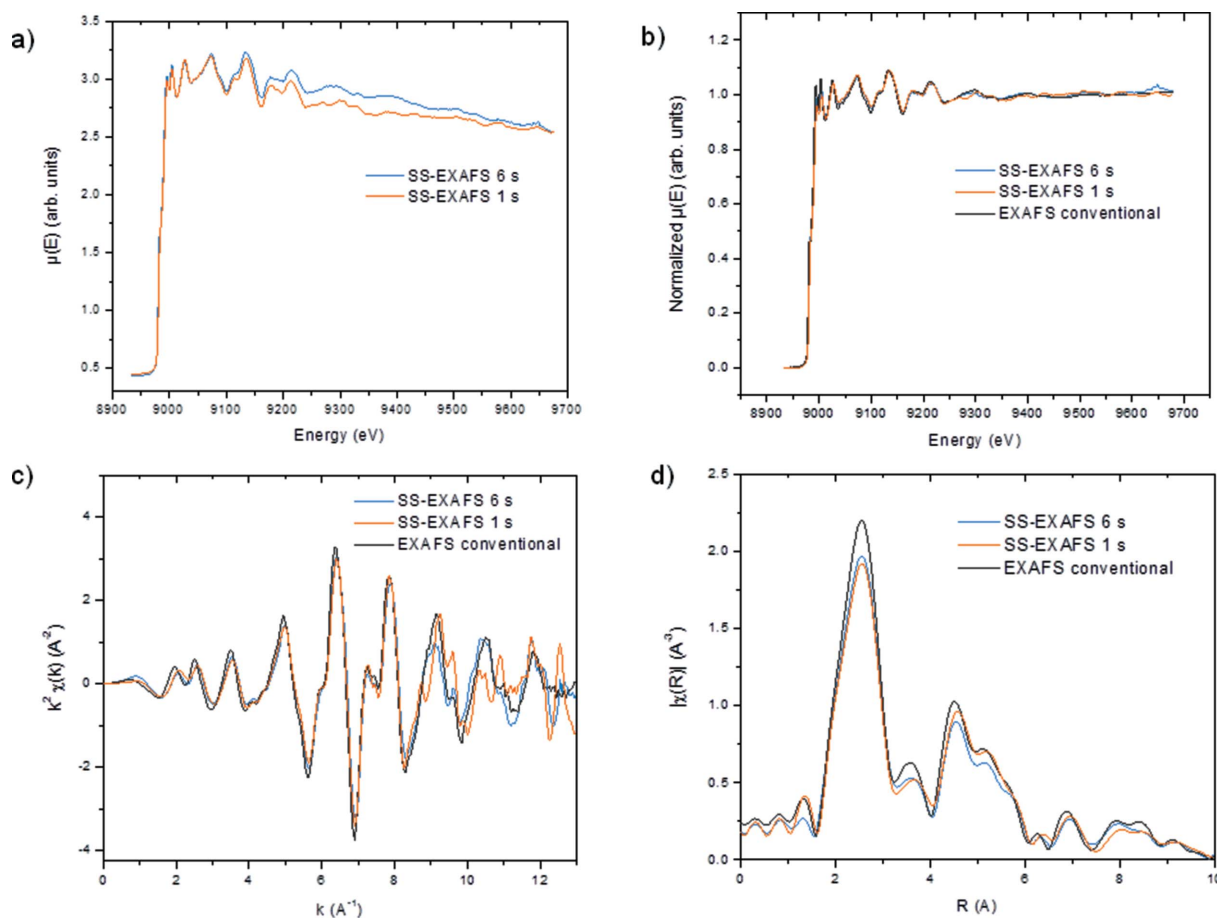 a)
3.5
3.0
2.5
2.0
1.5
1.0
0.5
μ(E) (arb. units)
SS-EXAFS 6 s
SS-EXAFS 1 s
8900 9000 9100 9200 9300 9400 9500 9600 9700
Energy (eV)
b)
1.2
1.0
0.8
0.6
0.4
0.2
0.0
Normalized μ(E) (arb. units)
SS-EXAFS 6 s
SS-EXAFS 1 s
EXAFS conventional
8900 9000 9100 9200 9300 9400 9500 9600 9700
Energy (eV)
c)
4
2
0
-2
-4
k² χ(k) (A⁻²)
SS-EXAFS 6 s
SS-EXAFS 1 s
EXAFS conventional
0 2 4 6 8 10 12
k (A⁻¹)
d)
2.5
2.0
1.5
1.0
0.5
0.0
|χ(R)| (A⁻³)
SS-EXAFS 6 s
SS-EXAFS 1 s
EXAFS conventional
0 2 4 6 8 10
R (A)